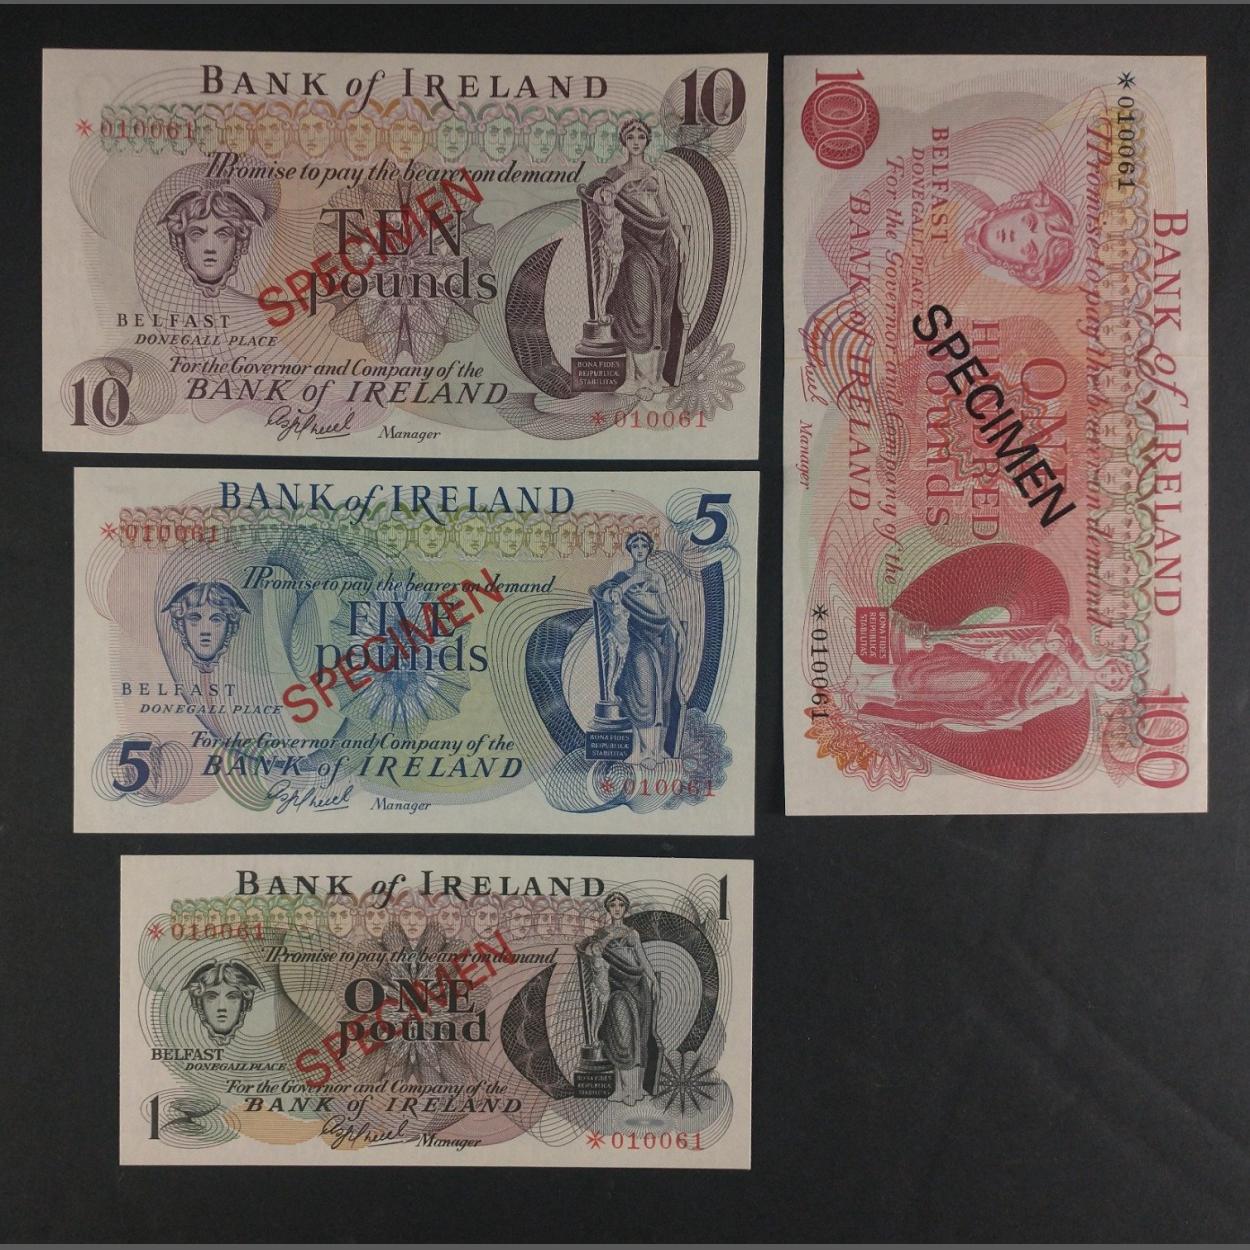 BANK of IRELAND 10
*010061
I Promise to pay the bearer on demand
TEN
pounds
SPECIMEN
BELFAST
DONEGALL PLACE
For the Governor and Company of the
BANK OF IRELAND
10
Manager
BONA FIDES
REIPUBLICÆ
STABILITAS
*010061
BANK of IRELAND 5
*010061
I Promise to pay the bearer on demand
FIVE
pounds
SPECIMEN
BELFAST
DONEGALL PLACE
For the Governor and Company of the
BANK of IRELAND
5
Manager
BONA FIDES
REIPUBLICÆ
STABILITAS
*010061
BANK of IRELAND 1
*010061
I Promise to pay the bearer on demand
ONE
pound
SPECIMEN
BELFAST
DONEGALL PLACE
For the Governor and Company of the
BANK of IRELAND
1
Manager
BONA FIDES
REIPUBLICÆ
STABILITAS
*010061
BANK of IRELAND 100
*010061
I Promise to pay the bearer on demand
ONE
HUNDRED
pounds
SPECIMEN
BELFAST
DONEGALL PLACE
For the Governor and Company of the
BANK OF IRELAND
100
Manager
BONA FIDES
REIPUBLICÆ
STABILITAS
*010061